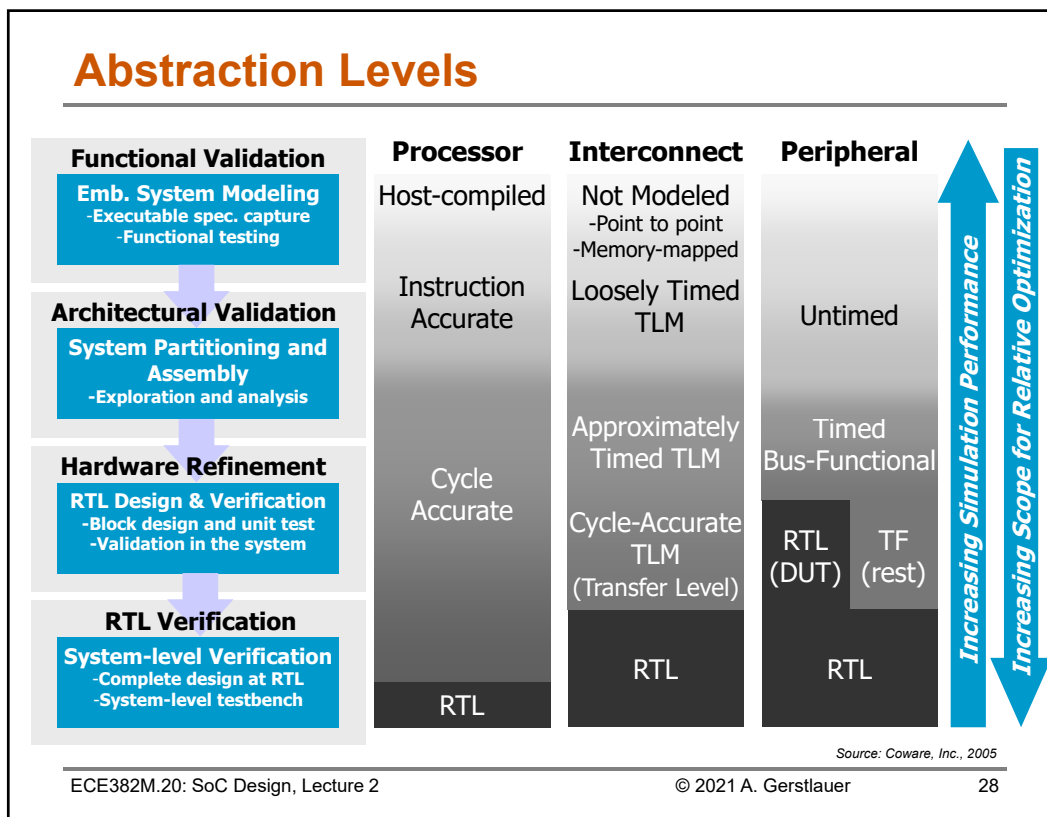 Abstraction Levels
Functional Validation
Emb. System Modeling
-Executable spec. capture
-Functional testing
Architectural Validation
System Partitioning and
Assembly
-Exploration and analysis
Hardware Refinement
RTL Design & Verification
-Block design and unit test
-Validation in the system
RTL Verification
System-level Verification
-Complete design at RTL
-System-level testbench
Processor
Host-compiled
Instruction
Accurate
Cycle
Accurate
RTL
Interconnect
Not Modeled
-Point to point
-Memory-mapped
Loosely Timed
TLM
Approximately
Timed TLM
Cycle-Accurate
TLM
(Transfer Level)
RTL
Peripheral
Untimed
Timed
Bus-Functional
RTL
(DUT)
TF
(rest)
RTL
Increasing Simulation Performance
Increasing Scope for Relative Optimization
Source: Coware, Inc., 2005
ECE382M.20: SoC Design, Lecture 2
© 2021 A. Gerstlauer
28